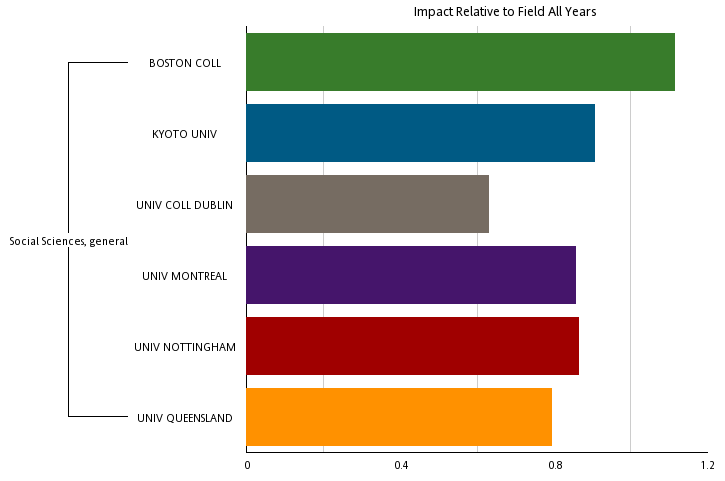 Impact Relative to Field All Years
BOSTON COLL
KYOTO UNIV
UNIV COLL DUBLIN
Social Sciences, general
UNIV MONTREAL
UNIV NOTTINGHAM
UNIV QUEENSLAND
0 0.4 0.8 1.2